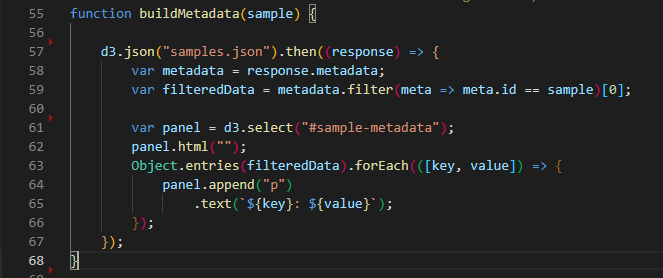 55 function buildMetadata(sample) {
56
57     d3.json("samples.json").then((response) => {
58         var metadata = response.metadata;
59         var filteredData = metadata.filter(meta => meta.id == sample)[0];
60
61         var panel = d3.select("#sample-metadata");
62         panel.html("");
63         Object.entries(filteredData).forEach(([key, value]) => {
64             panel.append("p")
65                 .text(`${key}: ${value}`);
66         });
67     });
68 }